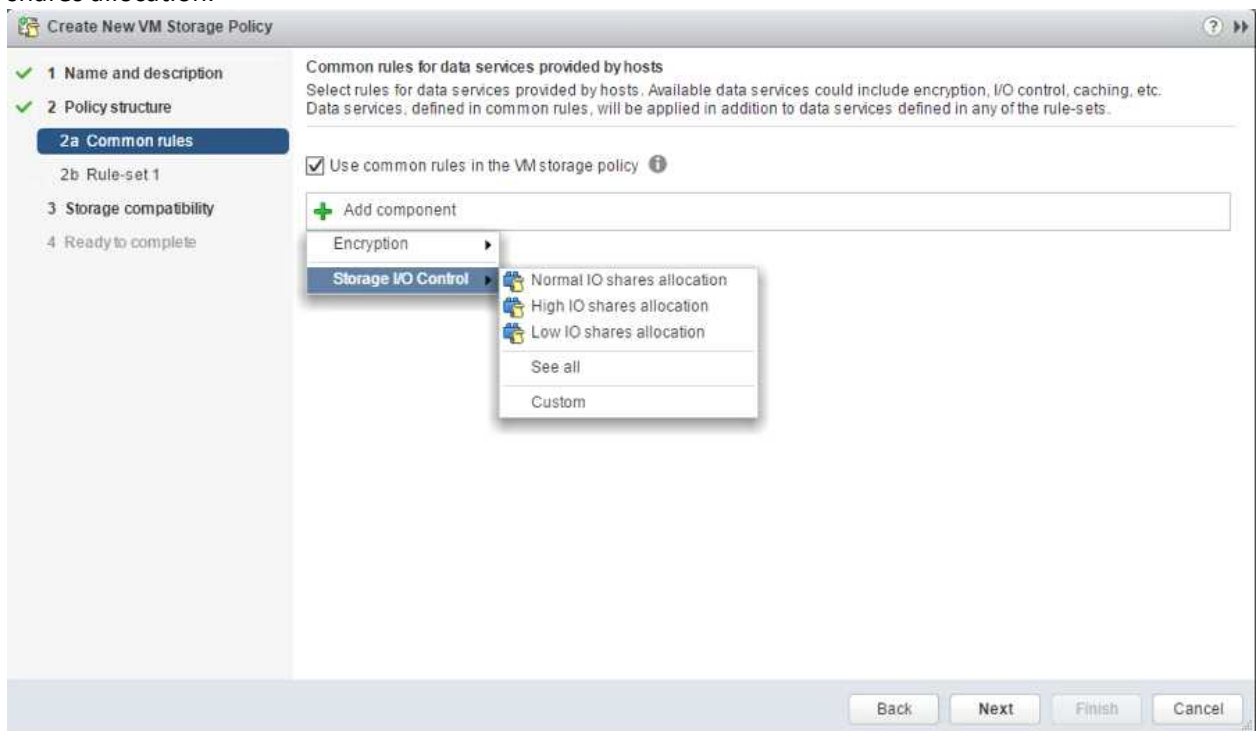 shares allocation.
Create New VM Storage Policy
1 Name and description
2 Policy structure
2a Common rules
2b Rule-set 1
3 Storage compatibility
4 Ready to complete
Common rules for data services provided by hosts
Select rules for data services provided by hosts. Available data services could include encryption, I/O control, caching, etc.
Data services, defined in common rules, will be applied in addition to data services defined in any of the rule-sets.
Use common rules in the VM storage policy
Add component
Encryption
Storage I/O Control
Normal IO shares allocation
High IO shares allocation
Low IO shares allocation
See all
Custom
Back Next Finish Cancel